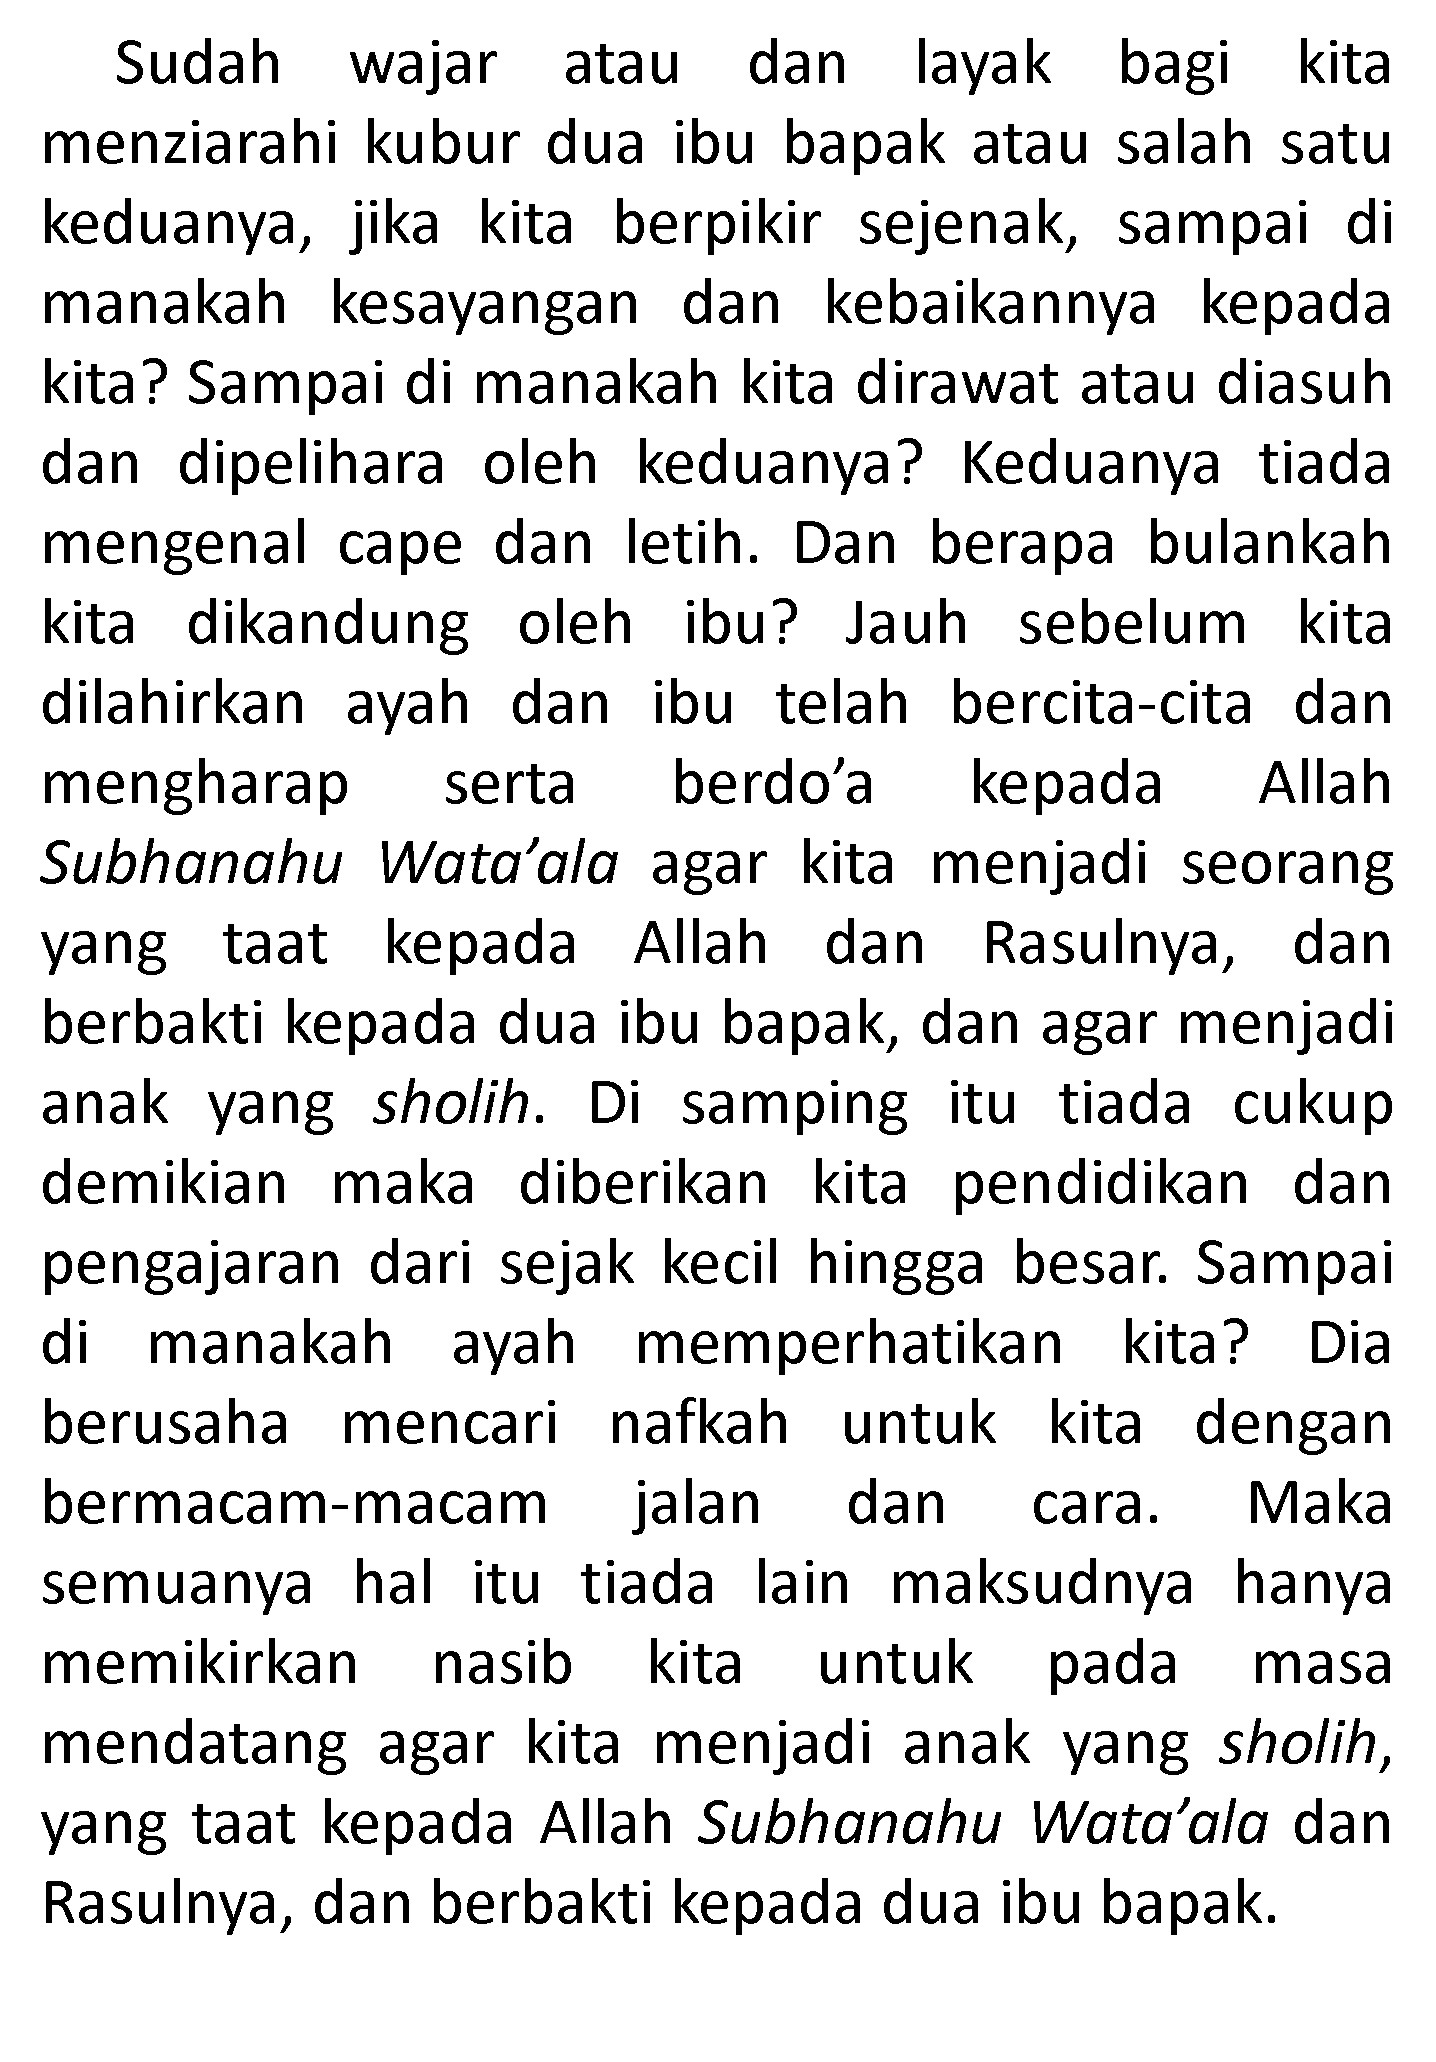 Sudah wajar atau dan layak bagi kita
menziarahi kubur dua ibu bapak atau salah satu
keduanya, jika kita berpikir sejenak, sampai di
manakah kesayangan dan kebaikannya kepada
kita? Sampai di manakah kita dirawat atau diasuh
dan dipelihara oleh keduanya? Keduanya tiada
mengenal cape dan letih. Dan berapa bulankah
kita dikandung oleh ibu? Jauh sebelum kita
dilahirkan ayah dan ibu telah bercita-cita dan
mengharap serta berdo’a kepada Allah
Subhanahu Wata’ala agar kita menjadi seorang
yang taat kepada Allah dan Rasulnya, dan
berbakti kepada dua ibu bapak, dan agar menjadi
anak yang sholih. Di samping itu tiada cukup
demikian maka diberikan kita pendidikan dan
pengajaran dari sejak kecil hingga besar. Sampai
di manakah ayah memperhatikan kita? Dia
berusaha mencari nafkah untuk kita dengan
bermacam-macam jalan dan cara. Maka
semuanya hal itu tiada lain maksudnya hanya
memikirkan nasib kita untuk pada masa
mendatang agar kita menjadi anak yang sholih,
yang taat kepada Allah Subhanahu Wata’ala dan
Rasulnya, dan berbakti kepada dua ibu bapak.